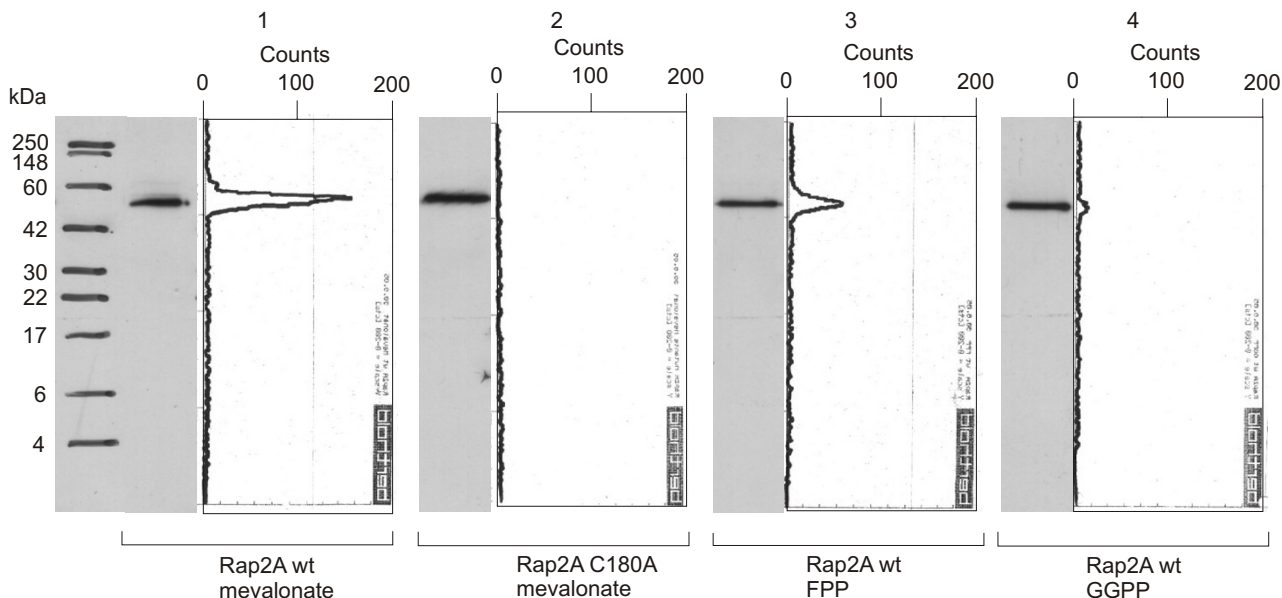 1
2
3
4
Counts
Counts
Counts
Counts
0 100 200
0 100 200
0 100 200
0 100 200
kDa
250
148
60
42
30
22
17
6
4
Rap2A wt
mevalonate
Rap2A C180A
mevalonate
Rap2A wt
FPP
Rap2A wt
GGPP